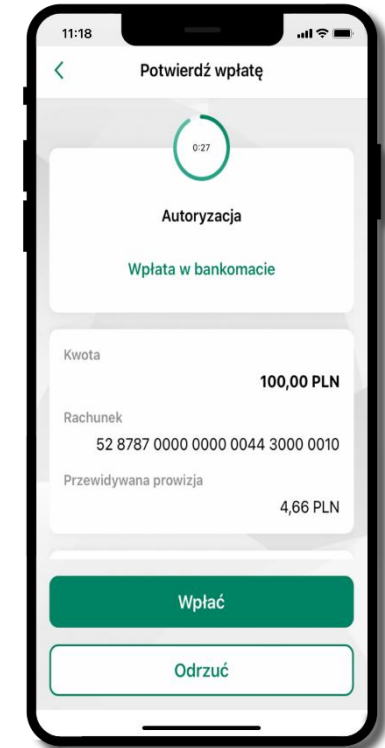 11:18
Potwierdź wpłatę
0:27
Autoryzacja
Wpłata w bankomacie
Kwota
100,00 PLN
Rachunek
52 8787 0000 0000 0044 3000 0010
Przewidywana prowizja
4,66 PLN
Wpłać
Odrzuć